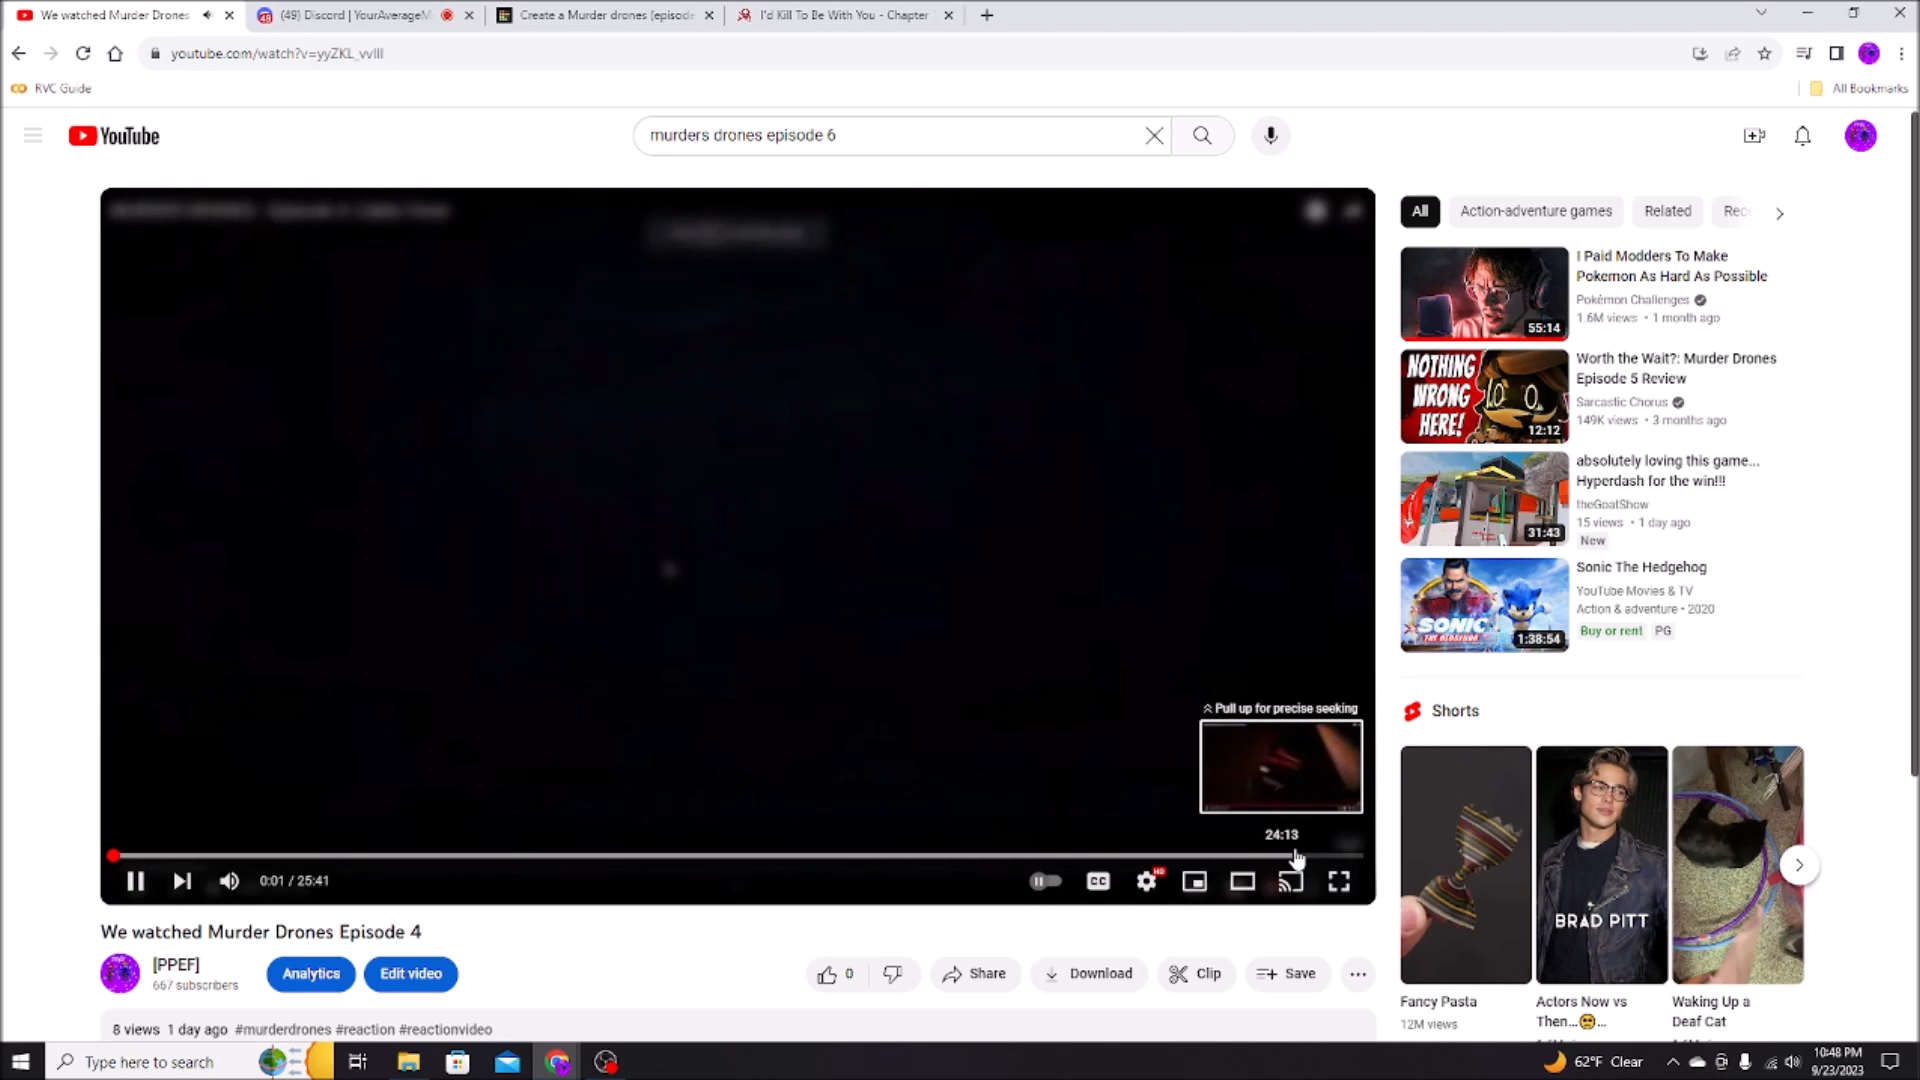 We watched Murder Drones
(49) Discord | YourAverageM
Create a Murder drones (episode
I'd Kill To Be With You - Chapter
youtube.com/watch?v=yyZKL_vvIII
RVC Guide
All Bookmarks
YouTube
murders drones episode 6
All
Action-adventure games
Related
Rec
I Paid Modders To Make
Pokemon As Hard As Possible
Pokémon Challenges
1.6M views • 1 month ago
55:14
NOTHING
WRONG
HERE!
12:12
Worth the Wait?: Murder Drones
Episode 5 Review
Sarcastic Chorus
149K views • 3 months ago
absolutely loving this game...
Hyperdash for the win!!!
theGoatShow
15 views • 1 day ago
New
31:43
Sonic The Hedgehog
YouTube Movies & TV
Action & adventure • 2020
Buy or rent PG
SONIC
THE HEDGEHOG
1:38:54
Pull up for precise seeking
24:13
0:01 / 25:41
CC
HD
Shorts
BRAD PITT
We watched Murder Drones Episode 4
[PPEF]
667 subscribers
Analytics
Edit video
0
Share
Download
Clip
Save
8 views 1 day ago #murderdrones #reaction #reactionvideo
Fancy Pasta
12M views
Actors Now vs
Then...😳...
Waking Up a
Deaf Cat
Type here to search
62°F Clear
10:48 PM
9/23/2023